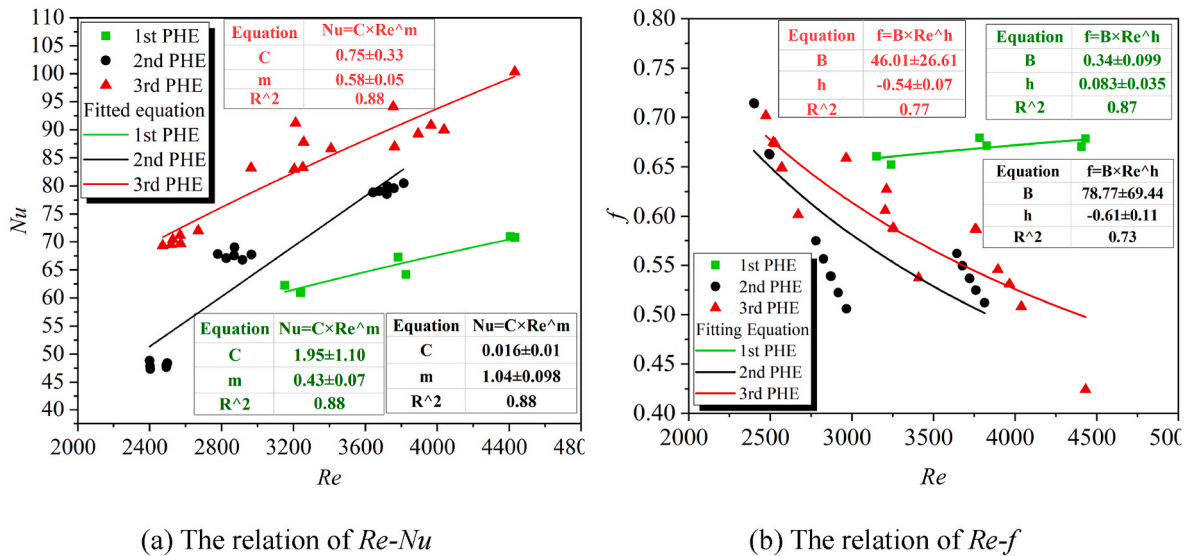 110
105
100
95
90
85
80
75
70
65
60
55
50
45
40
Nu
1st PHE
2nd PHE
3rd PHE
Fitted equation
1st PHE
2nd PHE
3rd PHE
Equation Nu=C×Re^m
C 0.75±0.33
m 0.58±0.05
R^2 0.88
Equation Nu=C×Re^m
C 1.95±1.10
m 0.43±0.07
R^2 0.88
Equation Nu=C×Re^m
C 0.016±0.01
m 1.04±0.098
R^2 0.88
2000 2400 2800 3200 3600 4000 4400 480
Re
(a) The relation of Re-Nu
0.80
0.75
0.70
0.65
0.60
0.55
0.50
0.45
0.40
f
Equation f=B×Re^h
B 46.01±26.61
h -0.54±0.07
R^2 0.77
Equation f=B×Re^h
B 0.34±0.099
h 0.083±0.035
R^2 0.87
Equation f=B×Re^h
B 78.77±69.44
h -0.61±0.11
R^2 0.73
1st PHE
2nd PHE
3rd PHE
Fitting Equation
1st PHE
2nd PHE
3rd PHE
2000 2500 3000 3500 4000 4500 500
Re
(b) The relation of Re-f